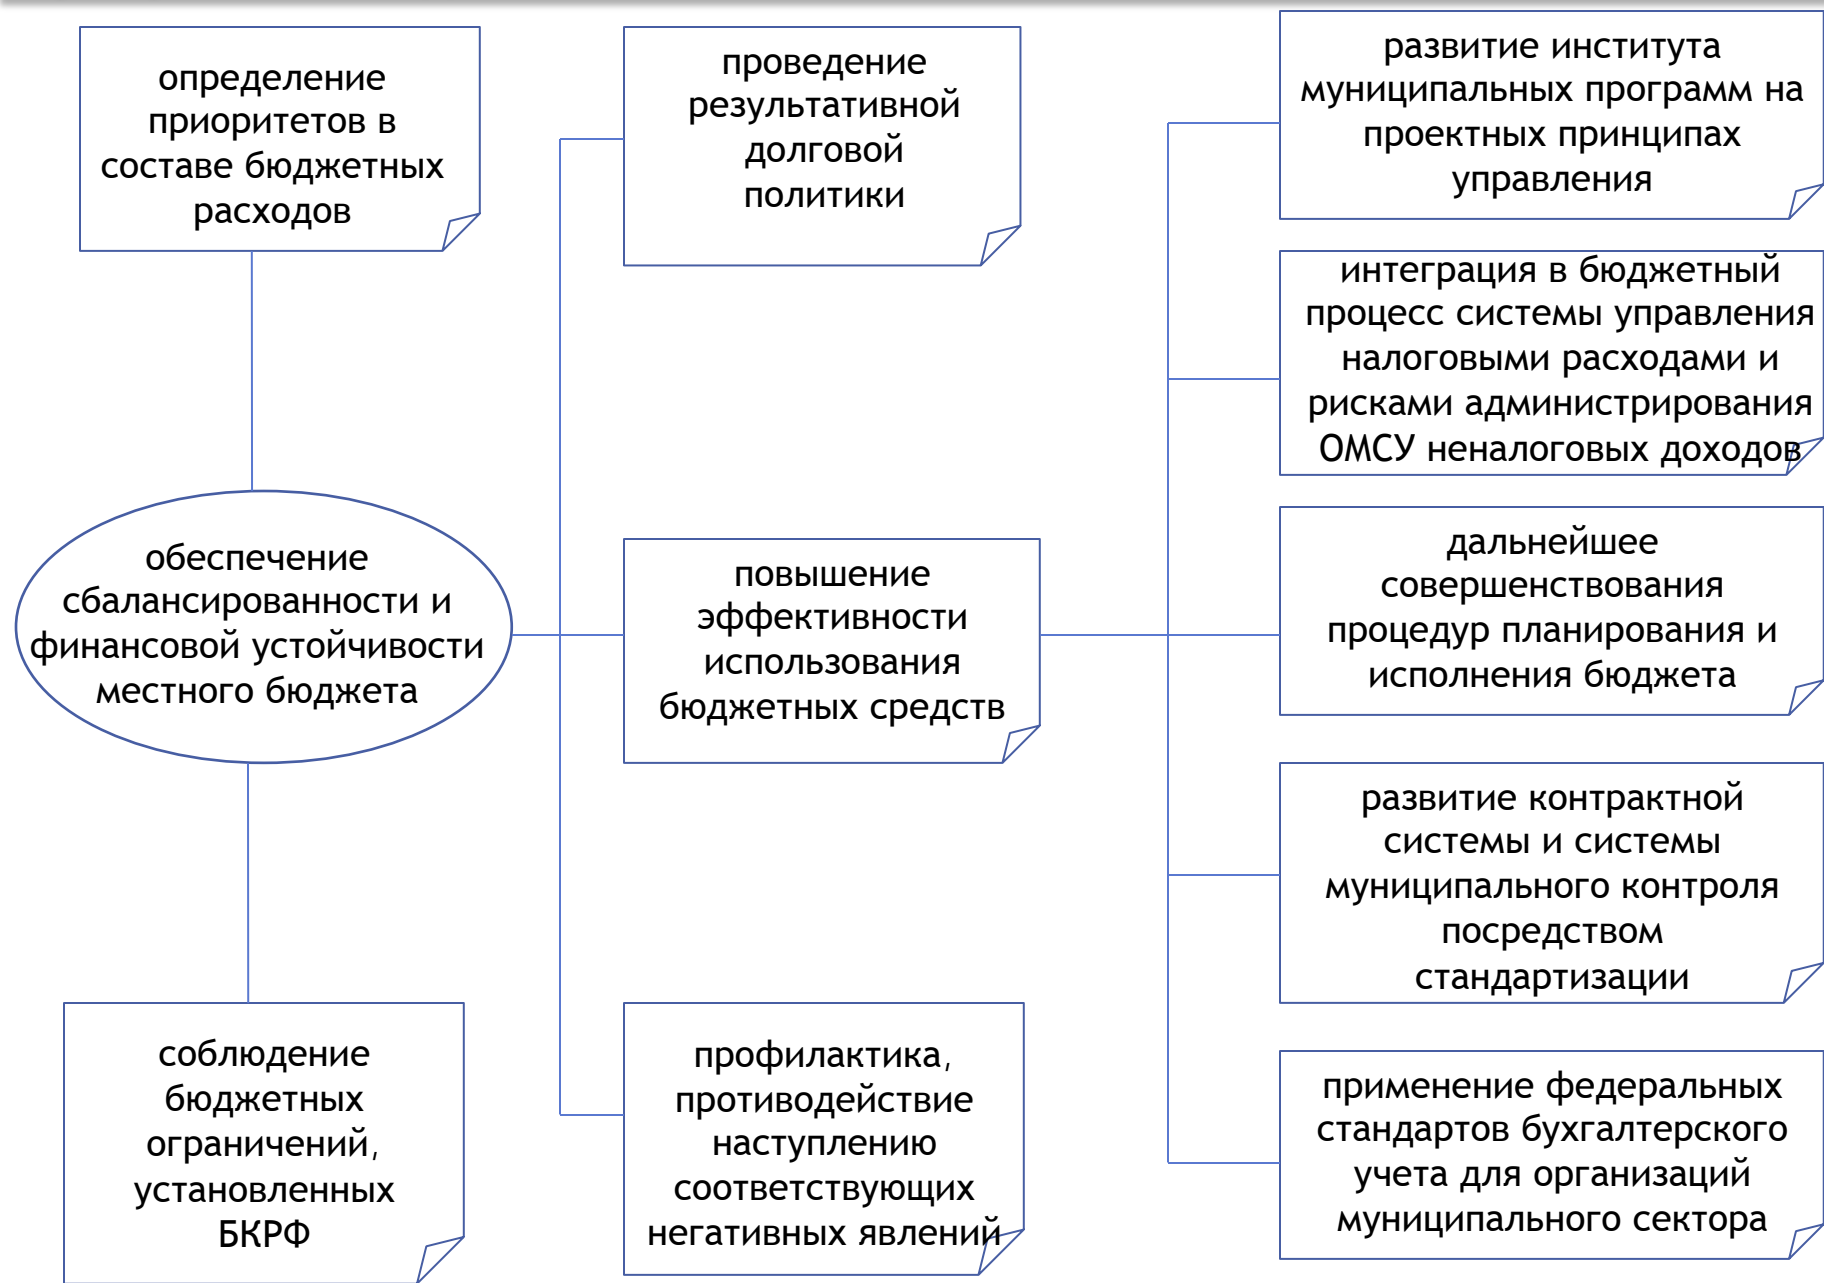 определение
приоритетов в
составе бюджетных
расходов
проведение
результативной
долговой
политики
развитие института
муниципальных программ на
проектных принципах
управления
интеграция в бюджетный
процесс системы управления
налоговыми расходами и
рисками администрирования
ОМСУ неналоговых доходов
обеспечение
сбалансированности и
финансовой устойчивости
местного бюджета
повышение
эффективности
использования
бюджетных средств
дальнейшее
совершенствования
процедур планирования и
исполнения бюджета
развитие контрактной
системы и системы
муниципального контроля
посредством
стандартизации
соблюдение
бюджетных
ограничений,
установленных
БКРФ
профилактика,
противодействие
наступлению
соответствующих
негативных явлений
применение федеральных
стандартов бухгалтерского
учета для организаций
муниципального сектора